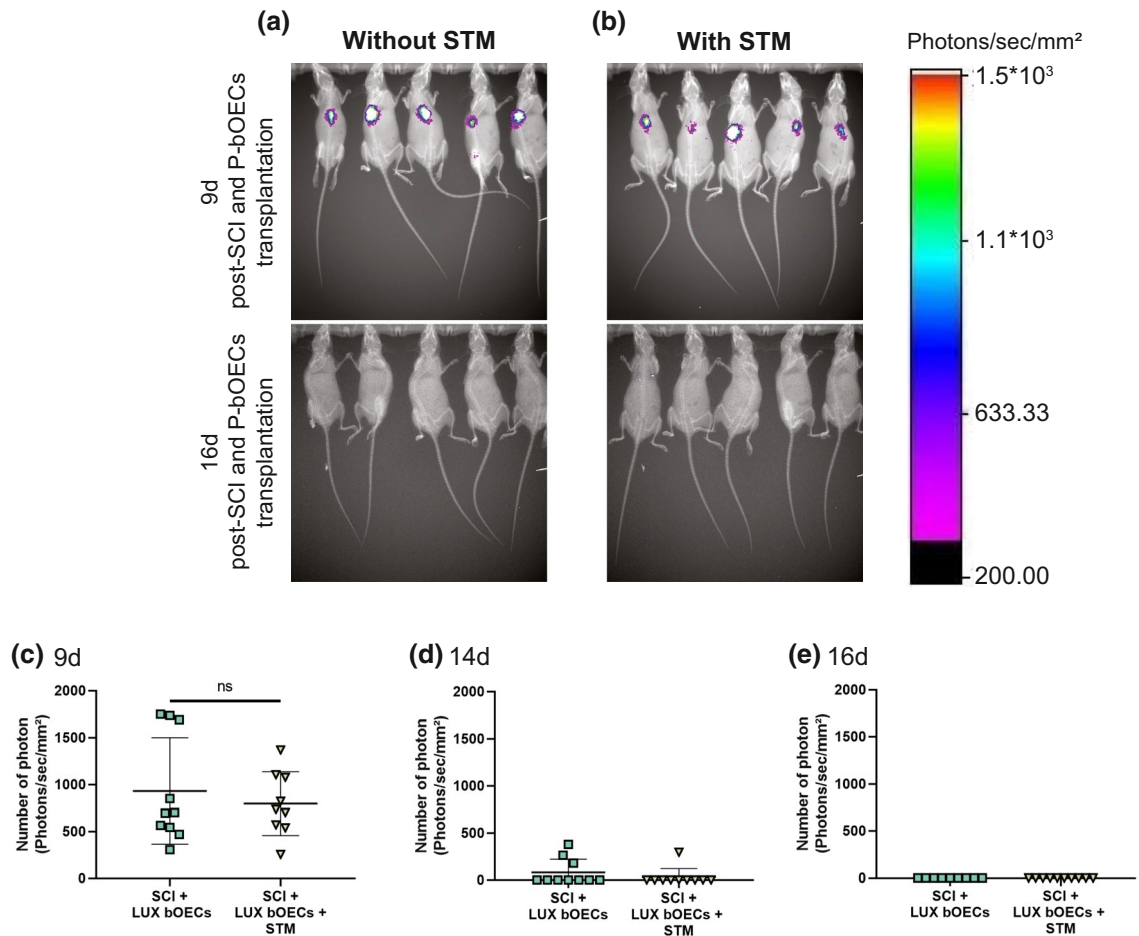 (a)
Without STM
(b)
With STM
Photons/sec/mm²
1.5*10³
1.1*10³
633.33
200.00
9d
post-SCI and P-bOECs
transplantation
16d
post-SCI and P-bOECs
transplantation
(c) 9d
ns
Number of photon
(Photons/sec/mm²)
2000
1500
1000
500
0
SCI +
LUX bOECs
SCI +
LUX bOECs +
STM
(d) 14d
Number of photon
(Photons/sec/mm²)
2000
1500
1000
500
0
SCI +
LUX bOECs
SCI +
LUX bOECs +
STM
(e) 16d
Number of photon
(Photons/sec/mm²)
2000
1500
1000
500
0
SCI +
LUX bOECs
SCI +
LUX bOECs +
STM